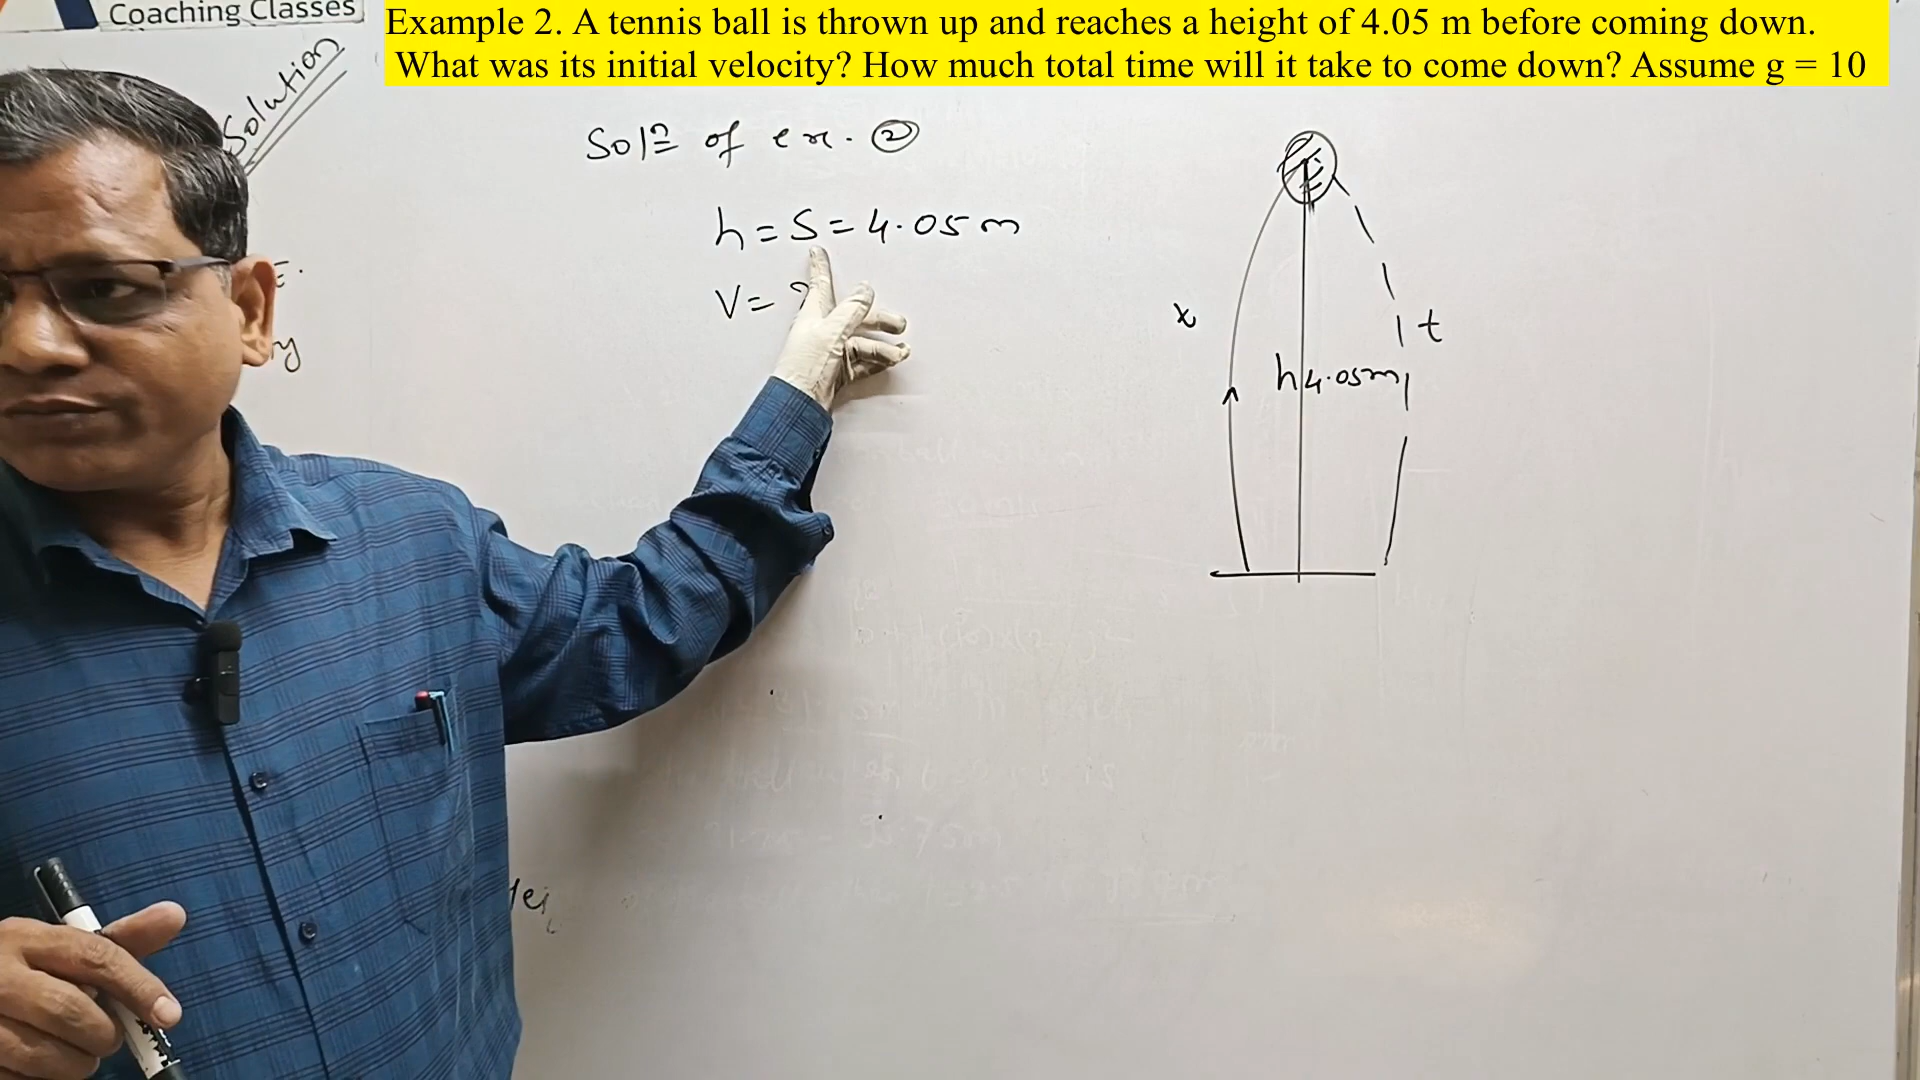 Coaching Classes
Example 2. A tennis ball is thrown up and reaches a height of 4.05 m before coming down.
What was its initial velocity? How much total time will it take to come down? Assume g = 10
Solution
Sol⁠n of ex. 2
h = S = 4.05 m
V = ?
t
t
h 4.05m